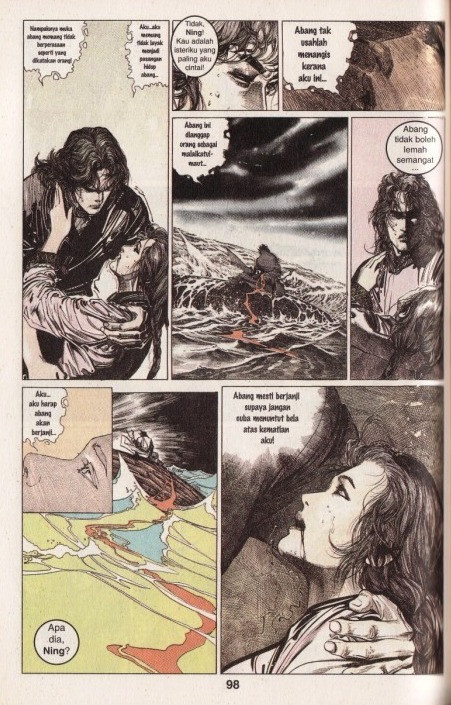 Nampaknya muka
abang memang tidak
berperasaan
seperti yang
dikatakan orang!
Aku...aku
memang
tidak layak
menjadi
pasangan
hidup
abang...
Tidak,
Ning!
Kau adalah
isteriku yang
paling aku
cintai!
Abang tak
usahlah
menangis
kerana
aku ini...
Abang ini
dianggap
orang sebagai
malaikatul-
maut...
Abang
tidak boleh
lemah
semangat
...
Aku...
aku harap
abang
akan
berjanji...
Apa
dia,
Ning?
Abang mesti berjanji
supaya jangan
cuba menuntut bela
atas kematian
aku!
98